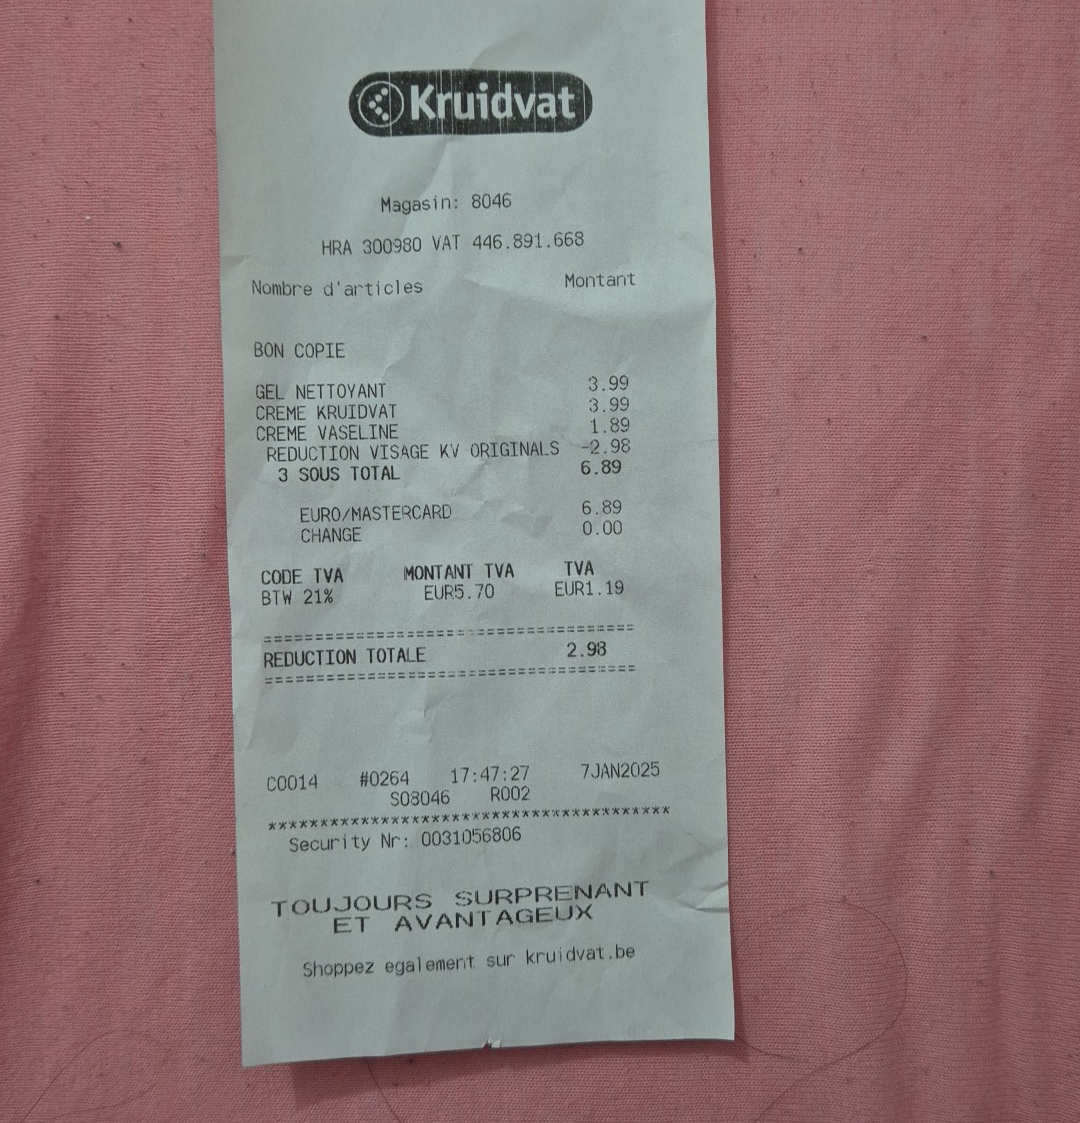 Kruidvat
Magasin: 8046
HRA 300980 VAT 446.891.668
Nombre d'articles Montant
BON COPIE
GEL NETTOYANT 3.99
CREME KRUIDVAT 3.99
CREME VASELINE 1.89
REDUCTION VISAGE KV ORIGINALS -2.98
3 SOUS TOTAL 6.89
EURO/MASTERCARD 6.89
CHANGE 0.00
CODE TVA MONTANT TVA TVA
BTW 21% EUR5.70 EUR1.19
=====================================
REDUCTION TOTALE 2.98
=====================================
C0014 #0264 17:47:27 7JAN2025
S08046 R002
***************************************
Security Nr: 0031056806
TOUJOURS SURPRENANT
ET AVANTAGEUX
Shoppez egalement sur kruidvat.be